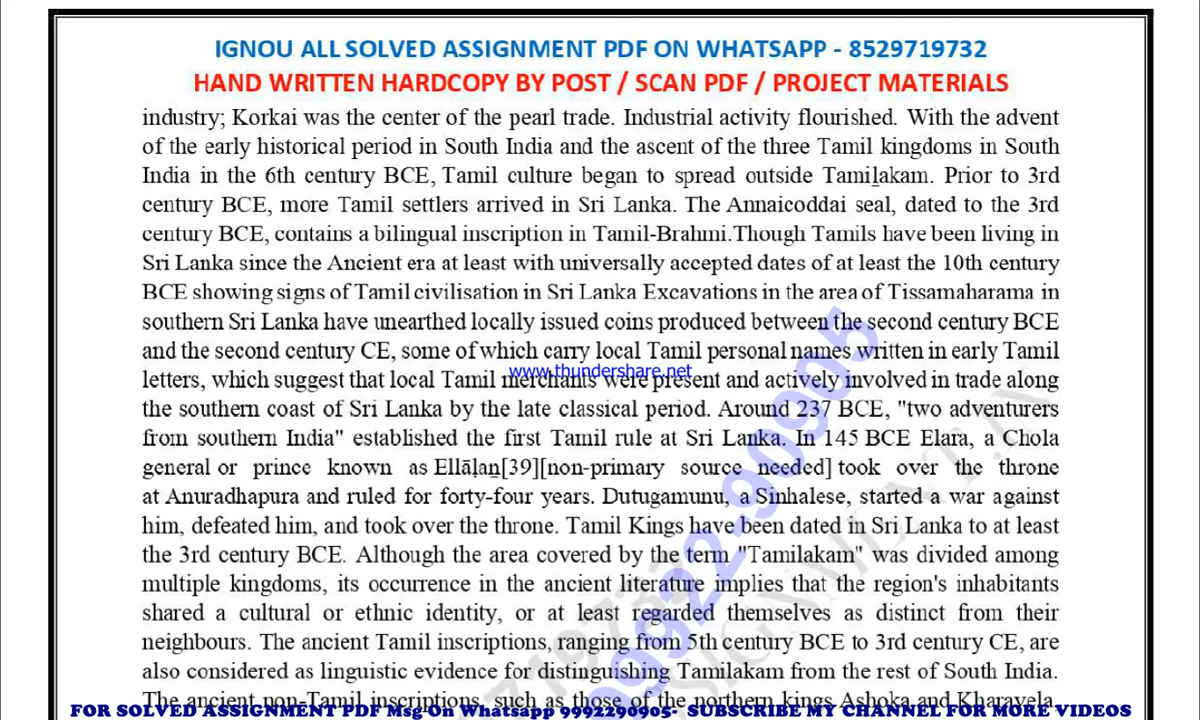 IGNOU ALL SOLVED ASSIGNMENT PDF ON WHATSAPP - 8529719732
HAND WRITTEN HARDCOPY BY POST / SCAN PDF / PROJECT MATERIALS
industry; Korkai was the center of the pearl trade. Industrial activity flourished. With the advent
of the early historical period in South India and the ascent of the three Tamil kingdoms in South
India in the 6th century BCE, Tamil culture began to spread outside Tamiḻakam. Prior to 3rd
century BCE, more Tamil settlers arrived in Sri Lanka. The Annaicoddai seal, dated to the 3rd
century BCE, contains a bilingual inscription in Tamil-Brahmi.Though Tamils have been living in
Sri Lanka since the Ancient era at least with universally accepted dates of at least the 10th century
BCE showing signs of Tamil civilisation in Sri Lanka Excavations in the area of Tissamaharama in
southern Sri Lanka have unearthed locally issued coins produced between the second century BCE
and the second century CE, some of which carry local Tamil personal names written in early Tamil
www.thundershare.net
letters, which suggest that local Tamil merchants were present and actively involved in trade along
the southern coast of Sri Lanka by the late classical period. Around 237 BCE, "two adventurers
from southern India" established the first Tamil rule at Sri Lanka. In 145 BCE Elara, a Chola
general or prince known as Ellāḷaṉ[39][non-primary source needed] took over the throne
at Anuradhapura and ruled for forty-four years. Dutugamunu, a Sinhalese, started a war against
him, defeated him, and took over the throne. Tamil Kings have been dated in Sri Lanka to at least
the 3rd century BCE. Although the area covered by the term "Tamilakam" was divided among
multiple kingdoms, its occurrence in the ancient literature implies that the region's inhabitants
shared a cultural or ethnic identity, or at least regarded themselves as distinct from their
neighbours. The ancient Tamil inscriptions, ranging from 5th century BCE to 3rd century CE, are
also considered as linguistic evidence for distinguishing Tamilakam from the rest of South India.
The ancient non-Tamil inscriptions, such as those of the northern kings Ashoka and Kharavela,
FOR SOLVED ASSIGNMENT PDF Msg On Whatsapp 9992290905- SUBSCRIBE MY CHANNEL FOR MORE VIDEOS